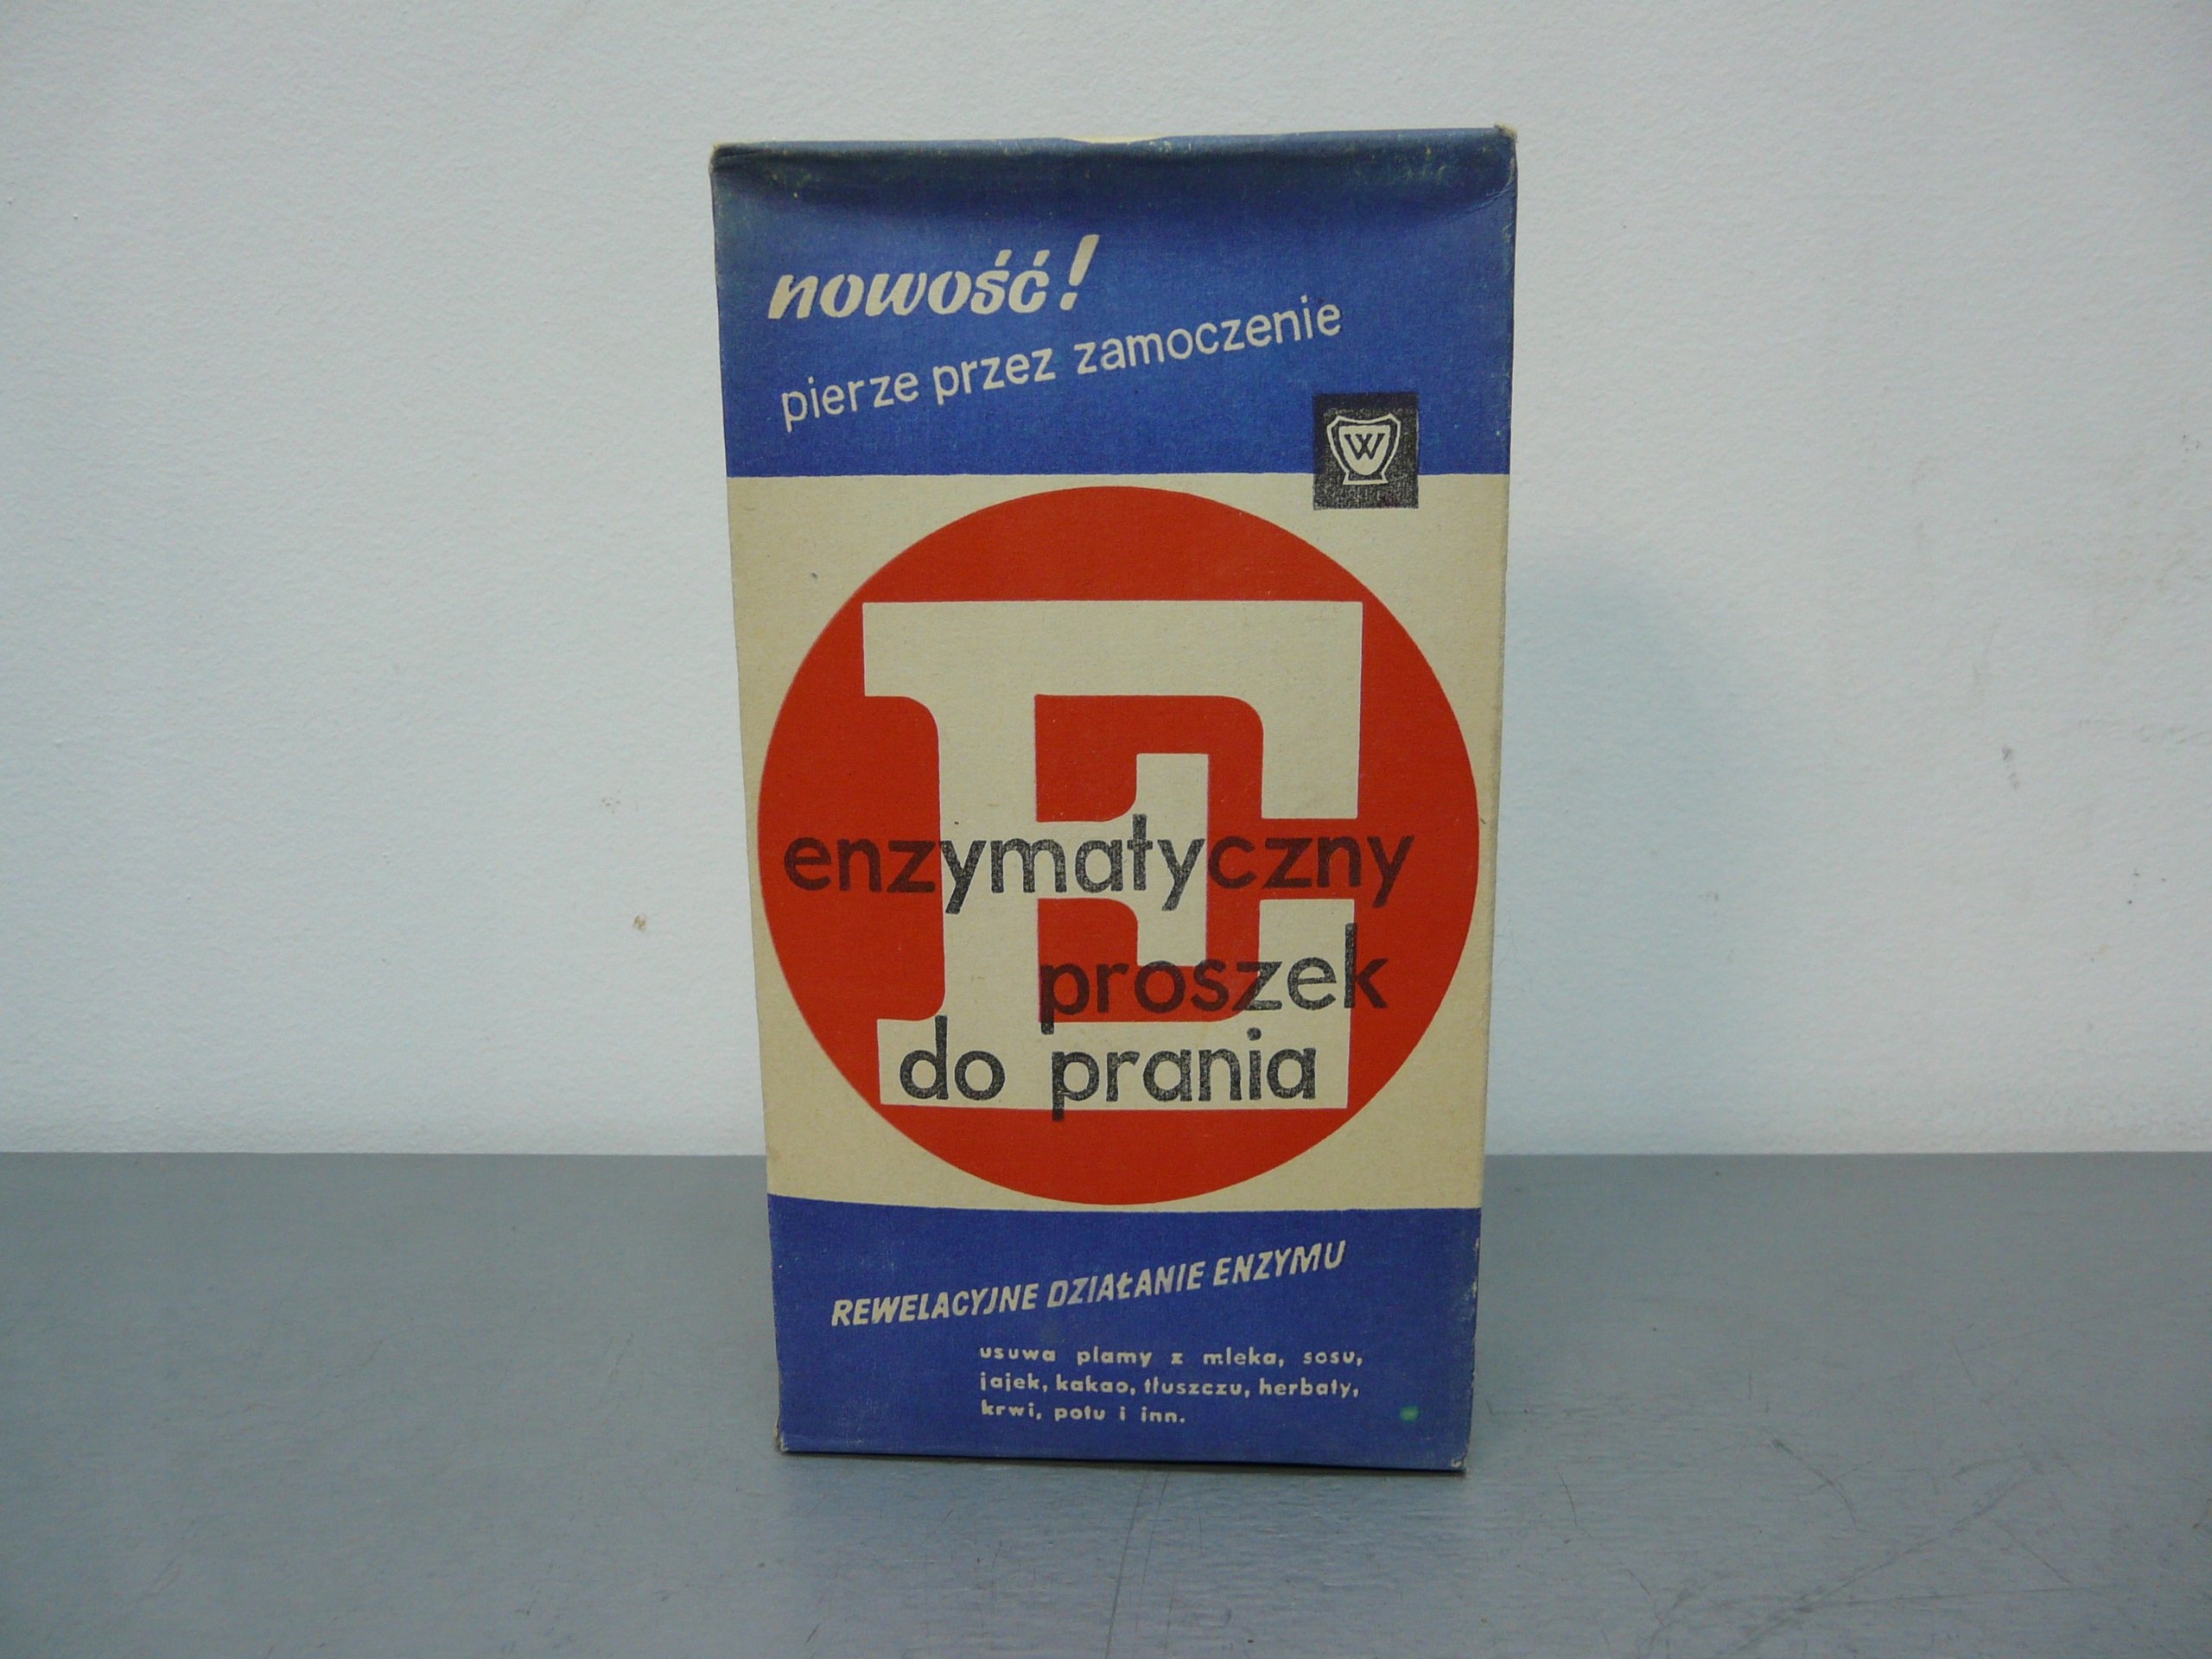 nowość!
pierze przez zamoczenie
W
E
enzymatyczny
proszek
do prania
REWELACYJNE DZIAŁANIE ENZYMU
usuwa plamy z mleka, sosu,
jajek, kakao, tłuszczu, herbaty,
krwi, potu i inn.